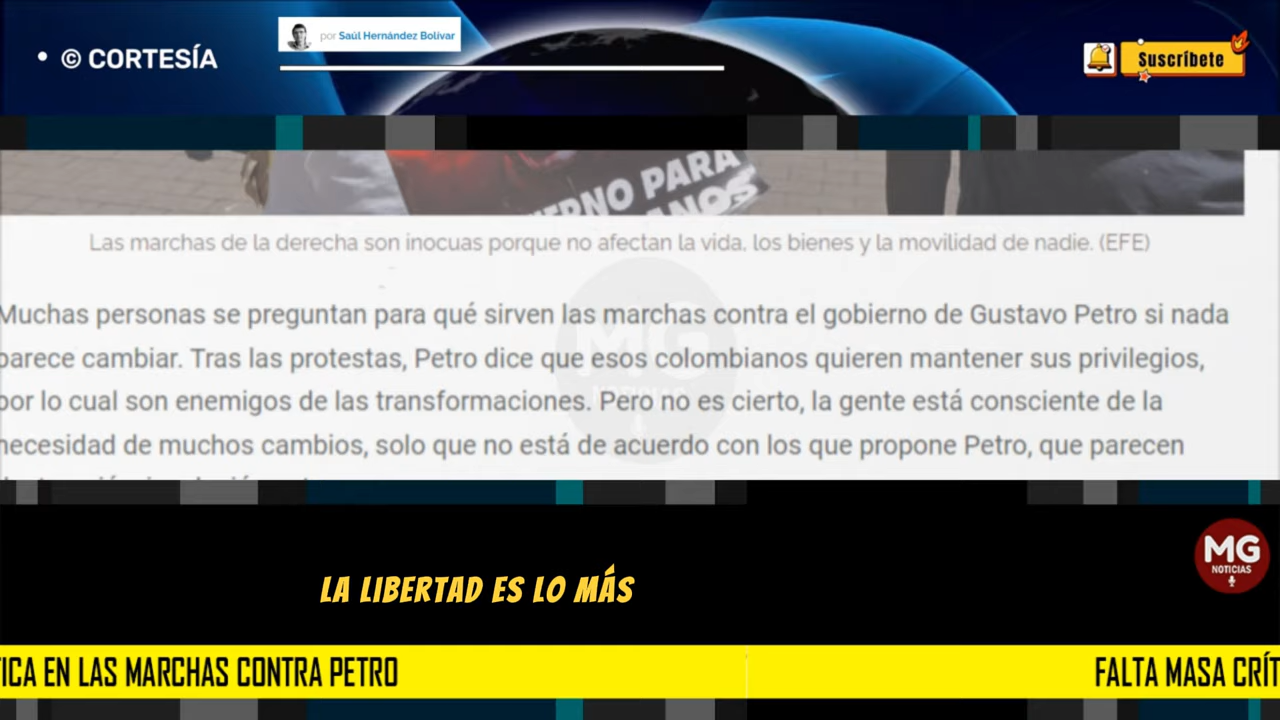 • © CORTESÍA
por Saúl Hernández Bolívar
Suscríbete
PARA
Las marchas de la derecha son inocuas porque no afectan la vida, los bienes y la movilidad de nadie. (EFE)
Muchas personas se preguntan para qué sirven las marchas contra el gobierno de Gustavo Petro si nada
parece cambiar. Tras las protestas, Petro dice que esos colombianos quieren mantener sus privilegios,
por lo cual son enemigos de las transformaciones. Pero no es cierto, la gente está consciente de la
necesidad de muchos cambios, solo que no está de acuerdo con los que propone Petro, que parecen
MG
NOTICIAS
LA LIBERTAD ES LO MÁS
MG
NOTICIAS
TICA EN LAS MARCHAS CONTRA PETRO
FALTA MASA CRÍT